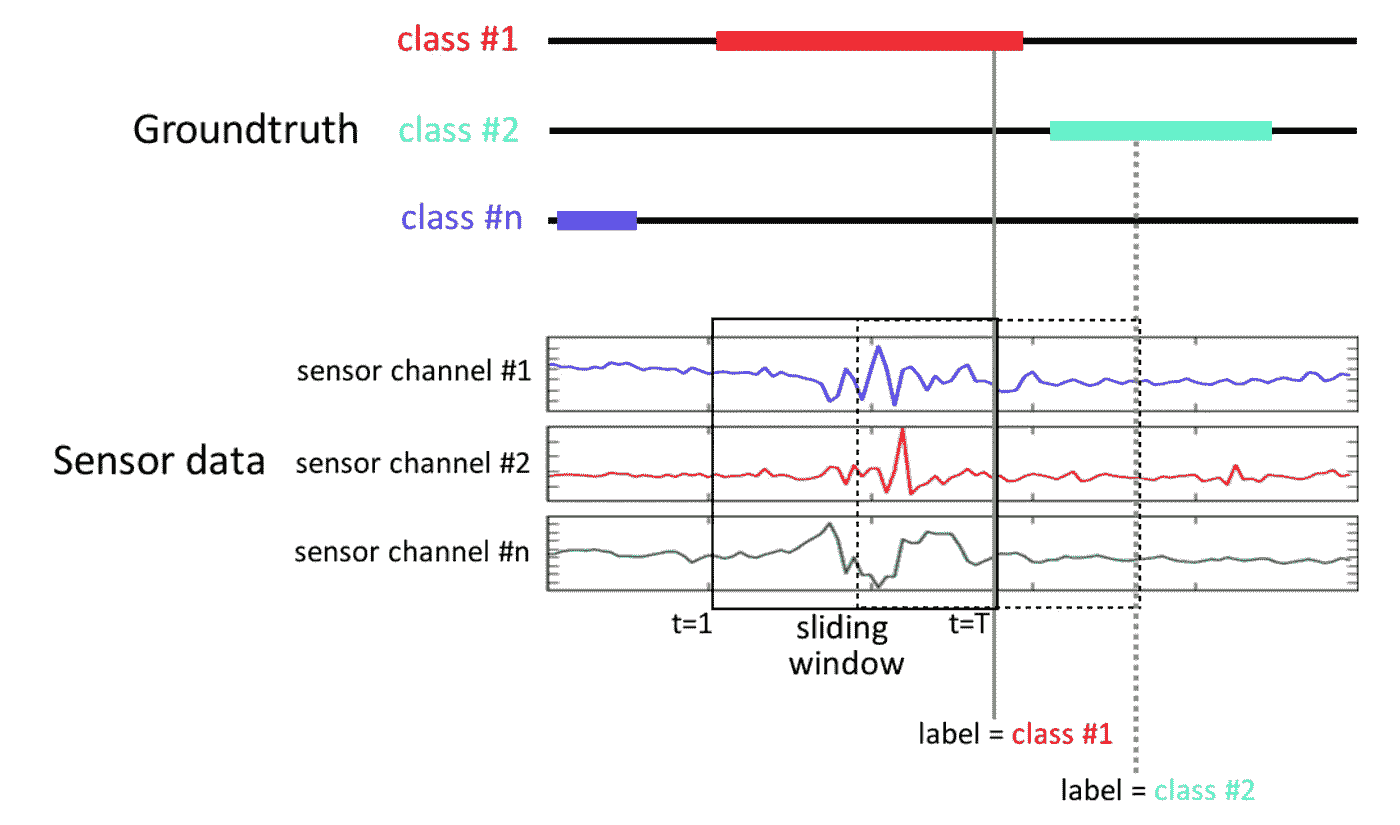 class #1
Groundtruth class #2
class #n
sensor channel #1
Sensor data sensor channel #2
sensor channel #n
t=1 sliding window t=T
label = class #1
label = class #2